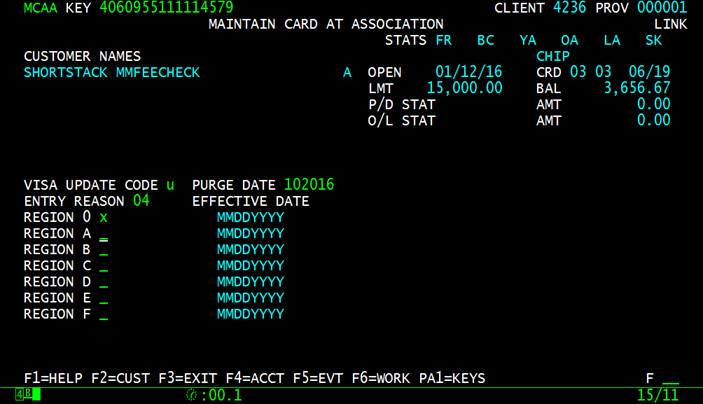 MCAA KEY 4060955111114579 CLIENT 4236 PROV 000001
MAINTAIN CARD AT ASSOCIATION LINK
STATS FR BC YA OA LA SK
CUSTOMER NAMES CHIP
SHORTSTACK MMFEECHECK A OPEN 01/12/16 CRD 03 03 06/19
LMT 15,000.00 BAL 3,656.67
P/D STAT AMT 0.00
O/L STAT AMT 0.00
VISA UPDATE CODE u PURGE DATE 102016
ENTRY REASON 04 EFFECTIVE DATE
REGION 0 x MMDDYYYY
REGION A _ MMDDYYYY
REGION B _ MMDDYYYY
REGION C _ MMDDYYYY
REGION D _ MMDDYYYY
REGION E _ MMDDYYYY
REGION F _ MMDDYYYY
F1=HELP F2=CUST F3=EXIT F4=ACCT F5=EVT F6=WORK PA1=KEYS F __
4B :00.1 15/11